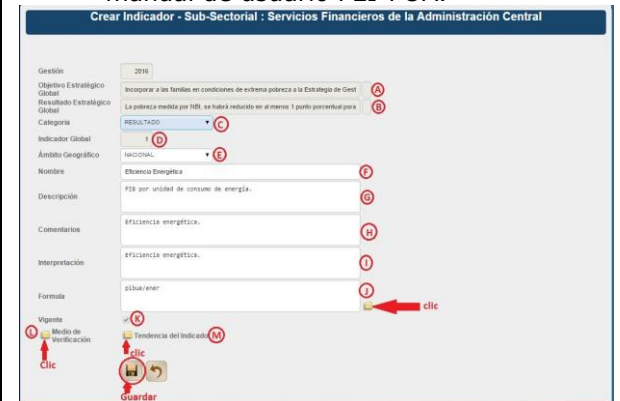 manual de usuario PEI-POA.
Crear Indicador - Sub-Sectorial : Servicios Financieros de la Administración Central
Gestión 2016
Objetivo Estratégico Global Incorporar a las familias en condiciones de extrema pobreza a la Estrategia de Gest A
Resultado Estratégico Global La pobreza medida por NBI, se habrá reducido en al menos 1 punto porcentual para B
Categoria RESULTADO C
Indicador Global 1 D
Ámbito Geográfico NACIONAL E
Nombre Eficiencia Energética F
Descripción PIB por unidad de consumo de energía. G
Comentarios Eficiencia energética. H
Interpretación Eficiencia energética. I
Formula pibue/ener J
clic
Vigente K
L Medio de Verificación Tendencia del Indicador M
Clic clic
Guardar